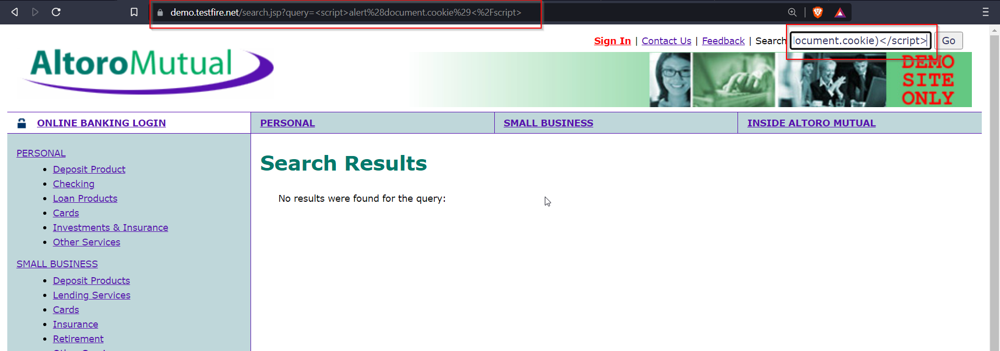 demo.testfire.net/search.jsp?query=<script>alert%28document.cookie%29<%2Fscript>
Sign In | Contact Us | Feedback | Search ocument.cookie)</script> Go
AltoroMutual
DEMO
SITE
ONLY
ONLINE BANKING LOGIN
PERSONAL
SMALL BUSINESS
INSIDE ALTORO MUTUAL
PERSONAL
Deposit Product
Checking
Loan Products
Cards
Investments & Insurance
Other Services
SMALL BUSINESS
Deposit Products
Lending Services
Cards
Insurance
Retirement
Search Results
No results were found for the query: